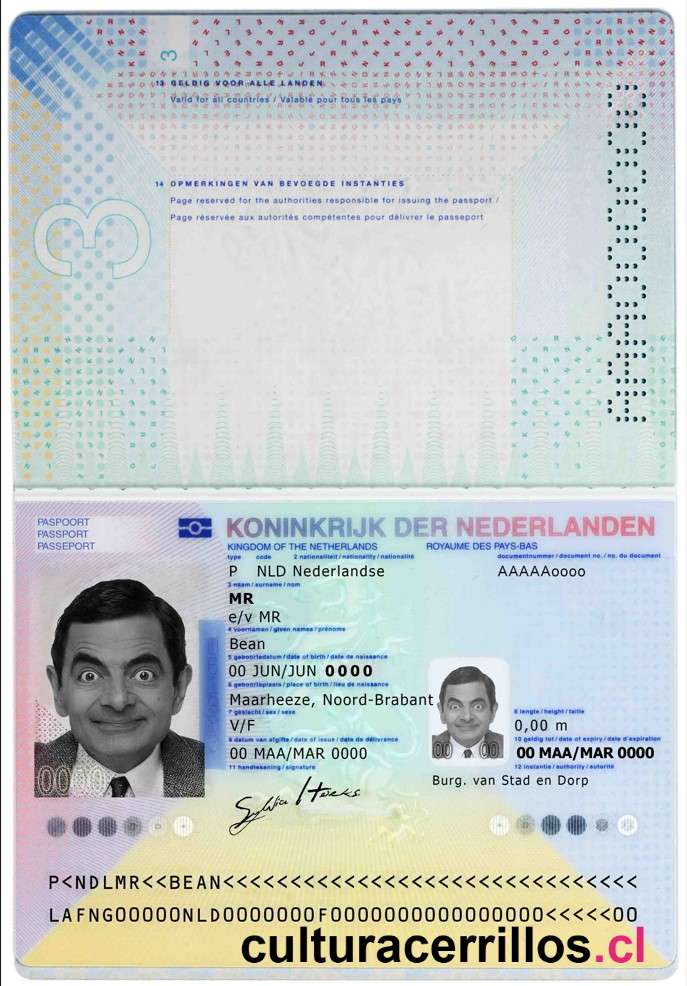 3
13 GELDIG VOOR ALLE LANDEN
Valid for all countries / Valable pour tous les pays
14 OPMERKINGEN VAN BEVOEGDE INSTANTIES
Page reserved for the authorities responsible for issuing the passport /
Page réservée aux autorités compétentes pour délivrer le passeport
3
PASPOORT
PASSPORT
PASSEPORT
KONINKRIJK DER NEDERLANDEN
KINGDOM OF THE NETHERLANDS ROYAUME DES PAYS-BAS
type code 2 nationaliteit / nationality / nationalité documentnummer / document no. / no. du document
P NLD Nederlandse AAAAAoooo
3 naam / surname / nom
MR
e/v MR
4 voornamen / given names / prénoms
Bean
5 geboortedatum / date of birth / date de naissance
00 JUN/JUN 0000
6 geboorteplaats / place of birth / lieu de naissance
Maarheeze, Noord-Brabant
7 geslacht / sex / sexe 8 lengte / height / taille
V/F 0,00 m
9 datum van afgifte / date of issue / date de délivrance 10 geldig tot / date of expiry / date d'expiration
00 MAA/MAR 0000 00 MAA/MAR 0000
11 handtekening / signature 12 instantie / authority / autorité
Burg. van Stad en Dorp
P<NDLMR<<BEAN<<<<<<<<<<<<<<<<<<<<<<<<<<<<<<<
LAFNG00000NLD0000000F00000000000000000<<<<<00
culturacerrillos.cl